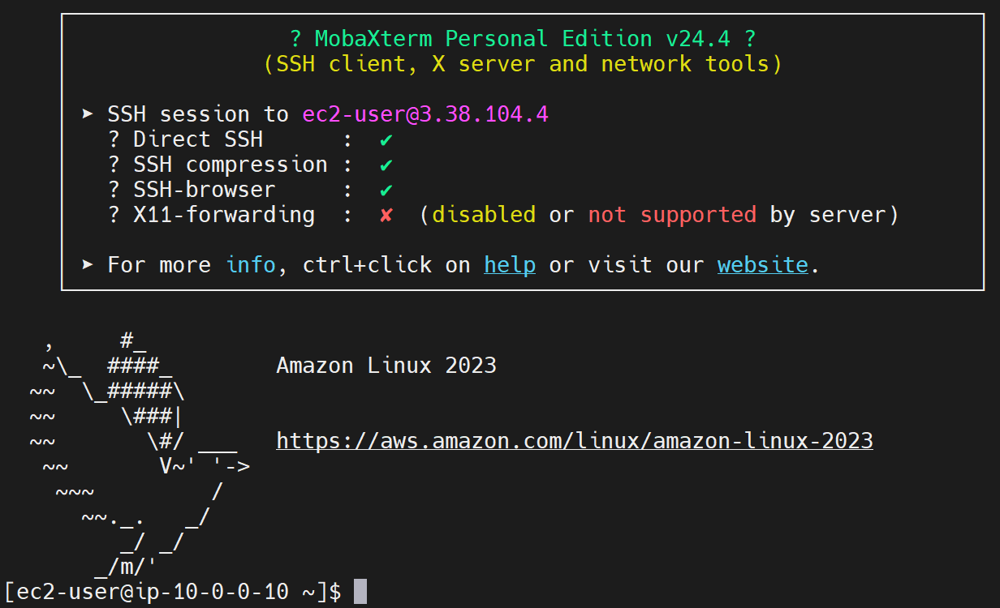 ? MobaXterm Personal Edition v24.4 ?
(SSH client, X server and network tools)
➤ SSH session to ec2-user@3.38.104.4
? Direct SSH      :  ✔
? SSH compression :  ✔
? SSH-browser     :  ✔
? X11-forwarding  :  ✘  (disabled or not supported by server)
➤ For more info, ctrl+click on help or visit our website.
   ,     #_
   ~\_  ####_        Amazon Linux 2023
  ~~  \_#####\
  ~~     \###|
  ~~       \#/ ___   https://aws.amazon.com/linux/amazon-linux-2023
   ~~       V~' '->
    ~~~         /
      ~~._.   _/
         _/ _/
       _/m/'
[ec2-user@ip-10-0-0-10 ~]$